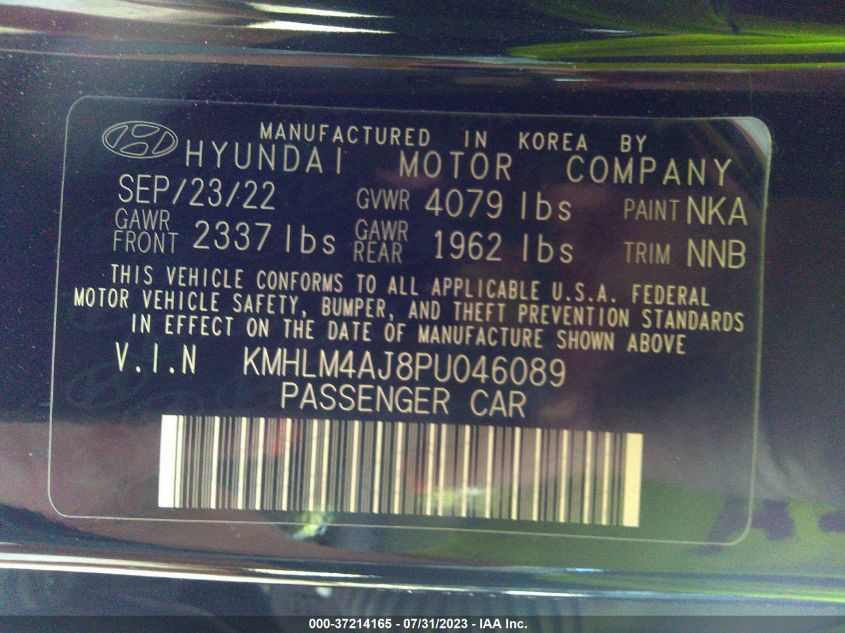 MANUFACTURED IN KOREA BY
HYUNDAI MOTOR COMPANY
SEP/23/22 GVWR 4079 lbs PAINT NKA
GAWR FRONT 2337 lbs GAWR REAR 1962 lbs TRIM NNB
THIS VEHICLE CONFORMS TO ALL APPLICABLE U.S.A. FEDERAL
MOTOR VEHICLE SAFETY, BUMPER, AND THEFT PREVENTION STANDARDS
IN EFFECT ON THE DATE OF MANUFACTURE SHOWN ABOVE
V.I.N KMHLM4AJ8PU046089
PASSENGER CAR
000-37214165 - 07/31/2023 - IAA Inc.